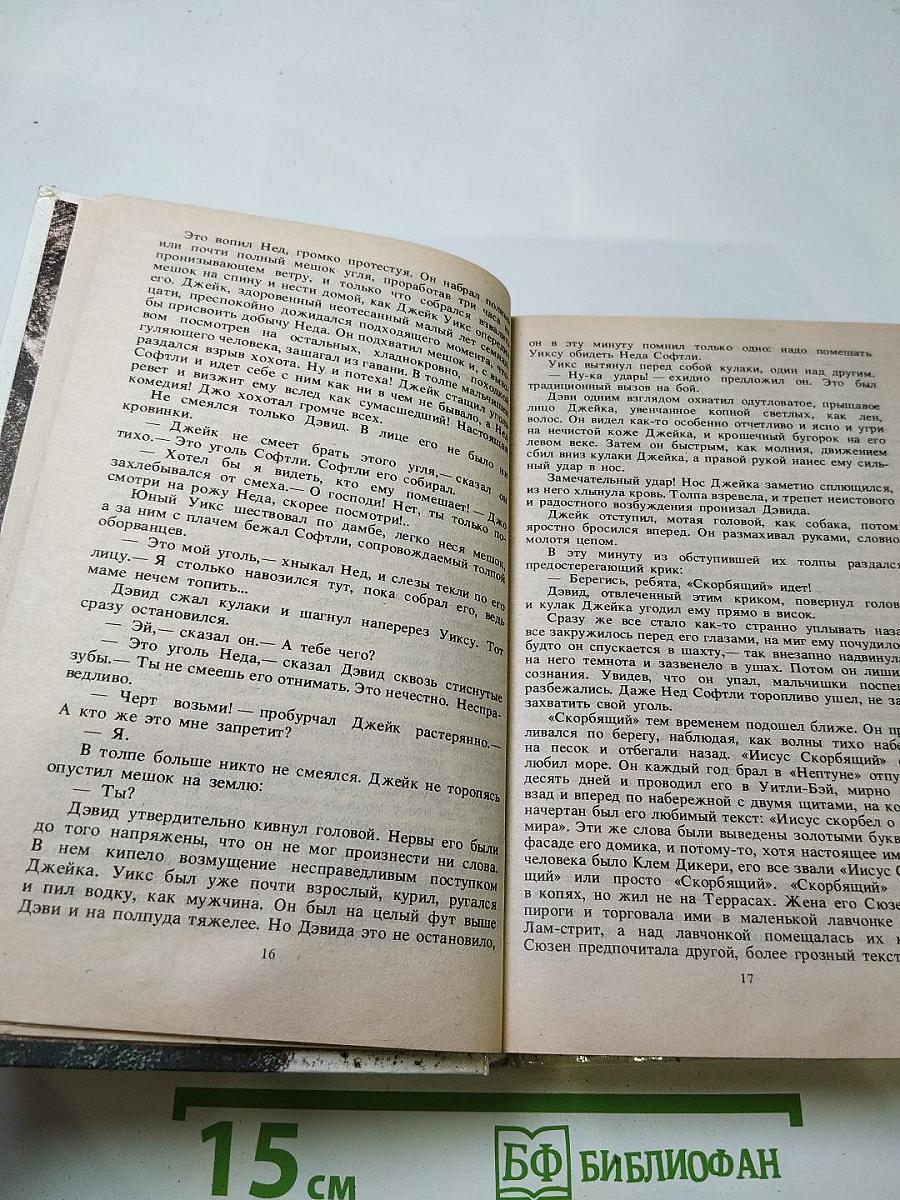 Это вопил Нед, громко протестуя. Он набрал
или почти полный мешок угля, проработав три часа
пронизывающем ветру, и только что собрался
мешок на спину и нести домой, как Джейк Уикс опередил
его. Джейк, здоровенный неотесанный малый лет семнад-
цати, преспокойно дожидался подходящего момента,
бы присвоить добычу Неда. Он подхватил мешок и, с вызо-
вом посмотрев на остальных, хладнокровно, походкой
гуляющего человека, зашагал из гавани. В толпе мальчишек
раздался взрыв хохота. Ну и потеха! Джейк стащил уголь
Софтли и идет себе с ним как ни в чем не бывало, а Нед
ревет и визжит ему вслед как сумасшедший! Настоящая
комедия! Джо хохотал громче всех.
Не смеялся только Дэвид. В лице его не было ни
кровинки.
— Джейк не смеет брать этого угля,— сказал он
тихо.— Это уголь Софтли. Софтли его собирал.
— Хотел бы я видеть, кто ему помешает! — Джо
захлебывался от смеха.— О господи! Нет, ты только по-
смотри на рожу Неда, скорее посмотри!..
Юный Уикс шествовал по дамбе, легко неся мешок,
а за ним с плачем бежал Софтли, сопровождаемый толпой
оборванцев.
— Это мой уголь,— хныкал Нед, и слезы текли по его
лицу.— Я столько навозился тут, пока собрал его, ведь
маме нечем топить...
Дэвид сжал кулаки и шагнул наперерез Уиксу. Тот
сразу остановился.
— Эй,— сказал он.— А тебе чего?
— Это уголь Неда,— сказал Дэвид сквозь стиснутые
зубы.— Ты не смеешь его отнимать. Это нечестно. Неспра-
ведливо.
— Черт возьми! — пробурчал Джейк растерянно.—
А кто же это мне запретит?
— Я.
В толпе больше никто не смеялся. Джейк не торопясь
опустил мешок на землю:
— Ты?
Дэвид утвердительно кивнул головой. Нервы его были
до того напряжены, что он не мог произнести ни слова.
В нем кипело возмущение несправедливым поступком
Джейка. Уикс был уже почти взрослый, курил, ругался
и пил водку, как мужчина. Он был на целый фут выше
Дэви и на полпуда тяжелее. Но Дэвида это не остановило,
16
он в эту минуту помнил только одно: надо помешать
Уиксу обидеть Неда Софтли.
Уикс вытянул перед собой кулаки, один над другим.
— Ну-ка ударь! — ехидно предложил он. Это был
традиционный вызов на бой.
Дэви одним взглядом охватил одутловатое, прыщавое
лицо Джейка, увенчанное копной светлых, как лен,
волос. Он видел как-то особенно отчетливо и ясно и угри
на нечистой коже Джейка, и крошечный бугорок на его
левом веке. Затем он быстрым, как молния, движением
сбил вниз кулаки Джейка, а правой рукой нанес ему силь-
ный удар в нос.
Замечательный удар! Нос Джейка заметно сплющился,
из него хлынула кровь. Толпа взревела, и трепет неистового
и радостного возбуждения пронизал Дэвида.
Джейк отступил, мотая головой, как собака, потом
яростно бросился вперед. Он размахивал руками, словно
молотя цепом.
В эту минуту из обступившей их толпы раздался
предостерегающий крик:
— Берегись, ребята, «Скорбящий» идет!
Дэвид, отвлеченный этим криком, повернул голов
и кулак Джейка угодил ему прямо в висок.
Сразу же все стало как-то странно уплывать наза
все закружилось перед его глазами, на миг ему почудило
будто он спускается в шахту,— так внезапно надвинула
на него темнота и зазвенело в ушах. Потом он лиши
сознания. Увидев, что он упал, мальчишки поспе
разбежались. Даже Нед Софтли торопливо ушел, не за
захватить свой уголь.
«Скорбящий» тем временем подошел ближе. Он пр
ливался по берегу, наблюдая, как волны тихо набе
на песок и отбегали назад. «Иисус Скорбящий»
любил море. Он каждый год брал в «Нептуне» отпу
десять дней и проводил его в Уитли-Бэй, мирно
взад и вперед по набережной с двумя щитами, на ко
начертан был его любимый текст: «Иисус скорбел о
мира». Эти же слова были выведены золотыми букв
фасаде его домика, и потому-то, хотя настоящее им
человека было Клем Дикери, его все звали «Иисус С
щий» или просто «Скорбящий». «Скорбящий»
в копях, но жил не на Террасах. Жена его Сюзе
пироги и торговала ими в маленькой лавчонке
Лам-стрит, а над лавчонкой помещалась их к
Сюзен предпочитала другой, более грозный текст
17
15 см
БФ БИБЛИОФАН